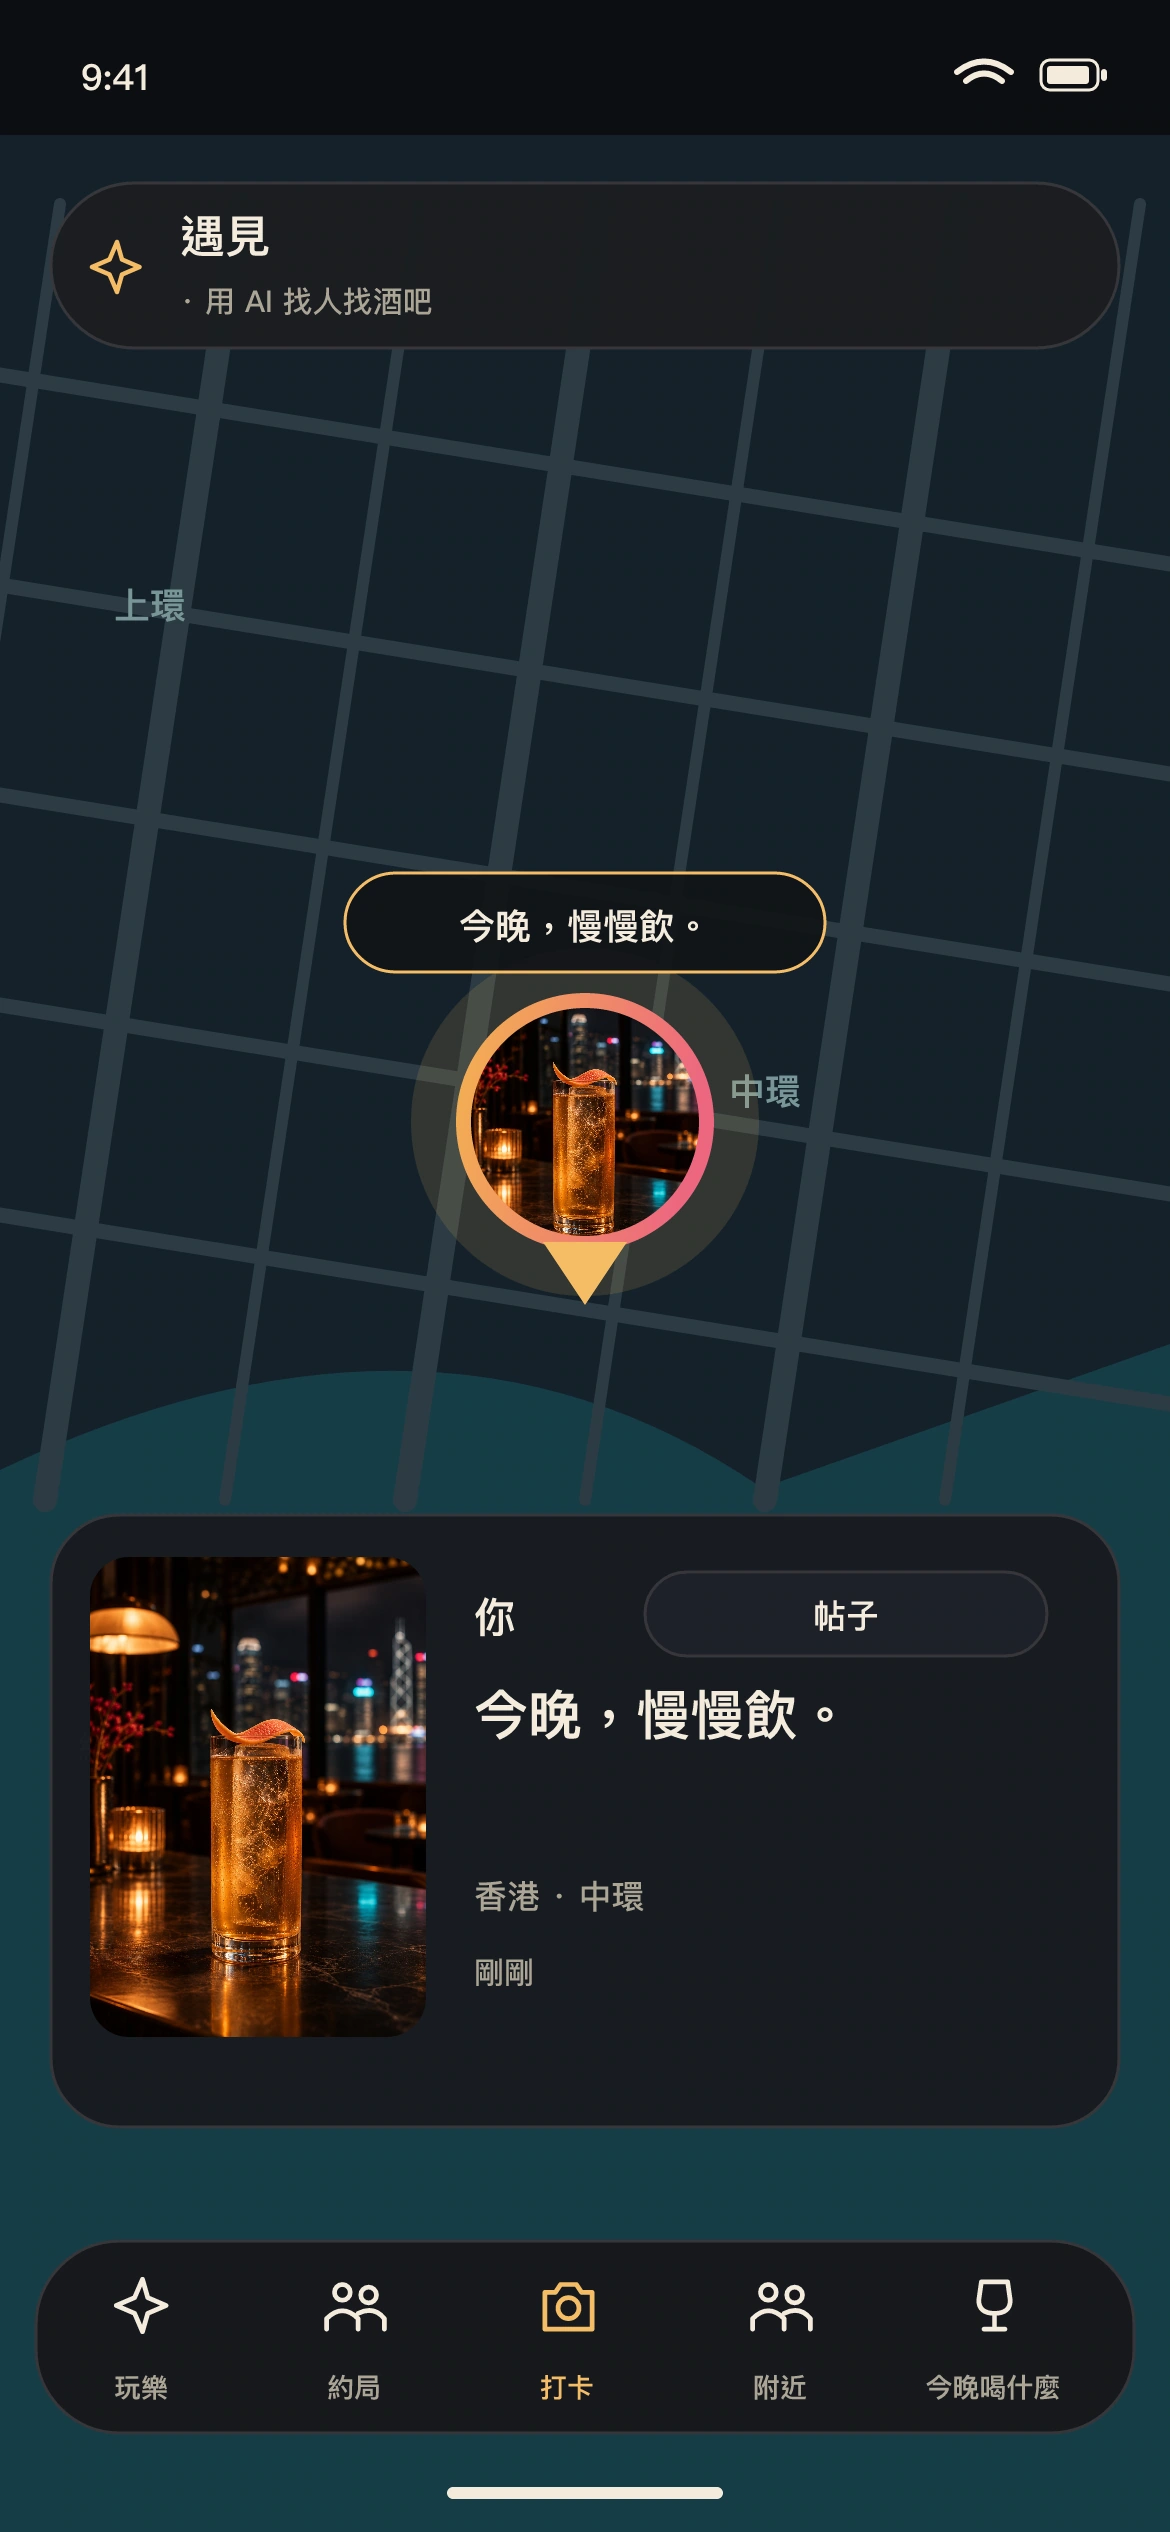 9:41
遇見
· 用 AI 找人找酒吧
上環
今晚，慢慢飲。
中環
你
帖子
今晚，慢慢飲。
香港 · 中環
剛剛
玩樂
約局
打卡
附近
今晚喝什麼